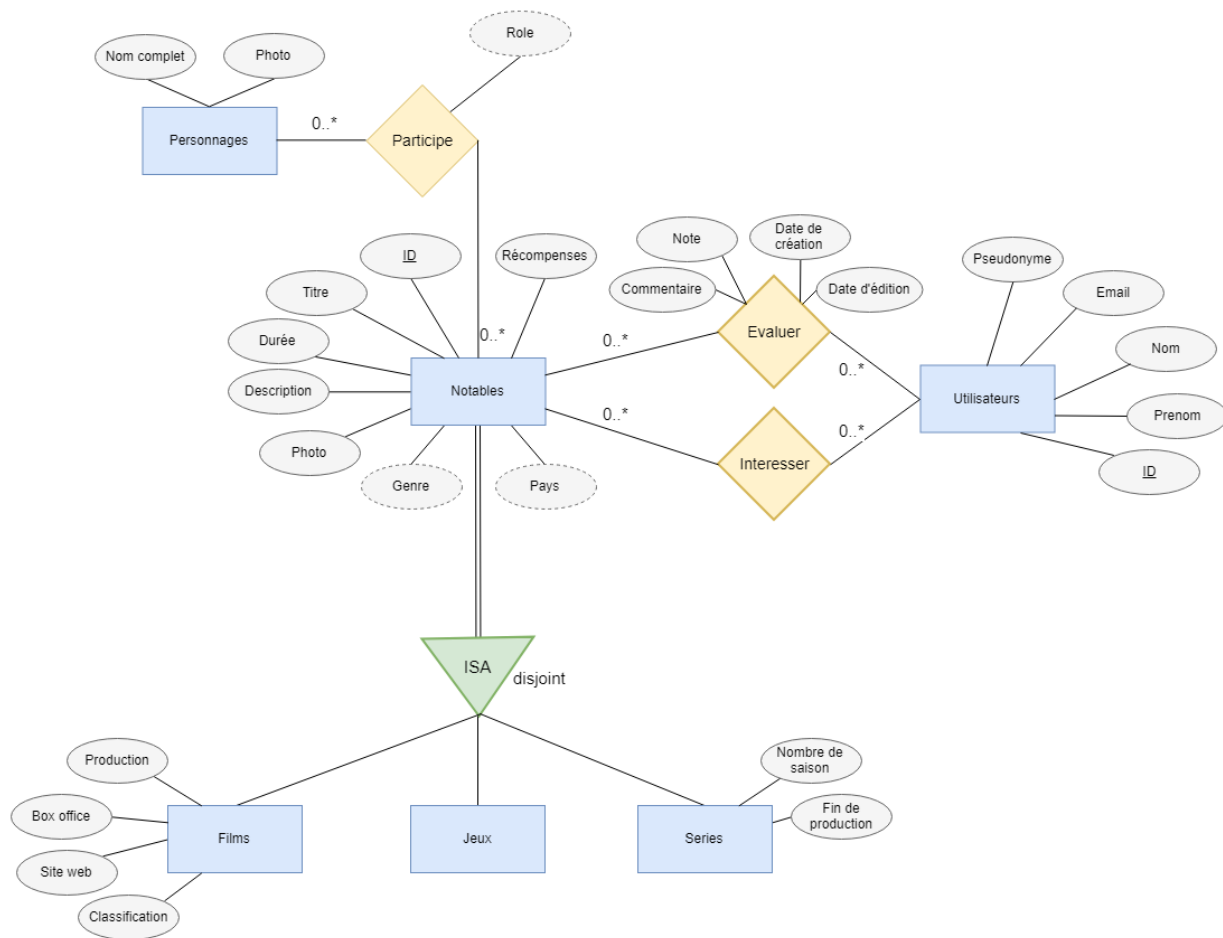 Role
Nom complet
Photo
0..*
Personnages
Participe
ID
Récompenses
Note
Date de
création
Pseudonyme
Titre
Commentaire
Date d'édition
Email
Durée
0..*
0..*
Evaluer
Nom
0..*
Description
Notables
Utilisateurs
0..*
0..*
Prenom
Photo
Interesser
ID
Genre
Pays
ISA
disjoint
Production
Nombre de
saison
Box office
Fin de
production
Films
Jeux
Series
Site web
Classification